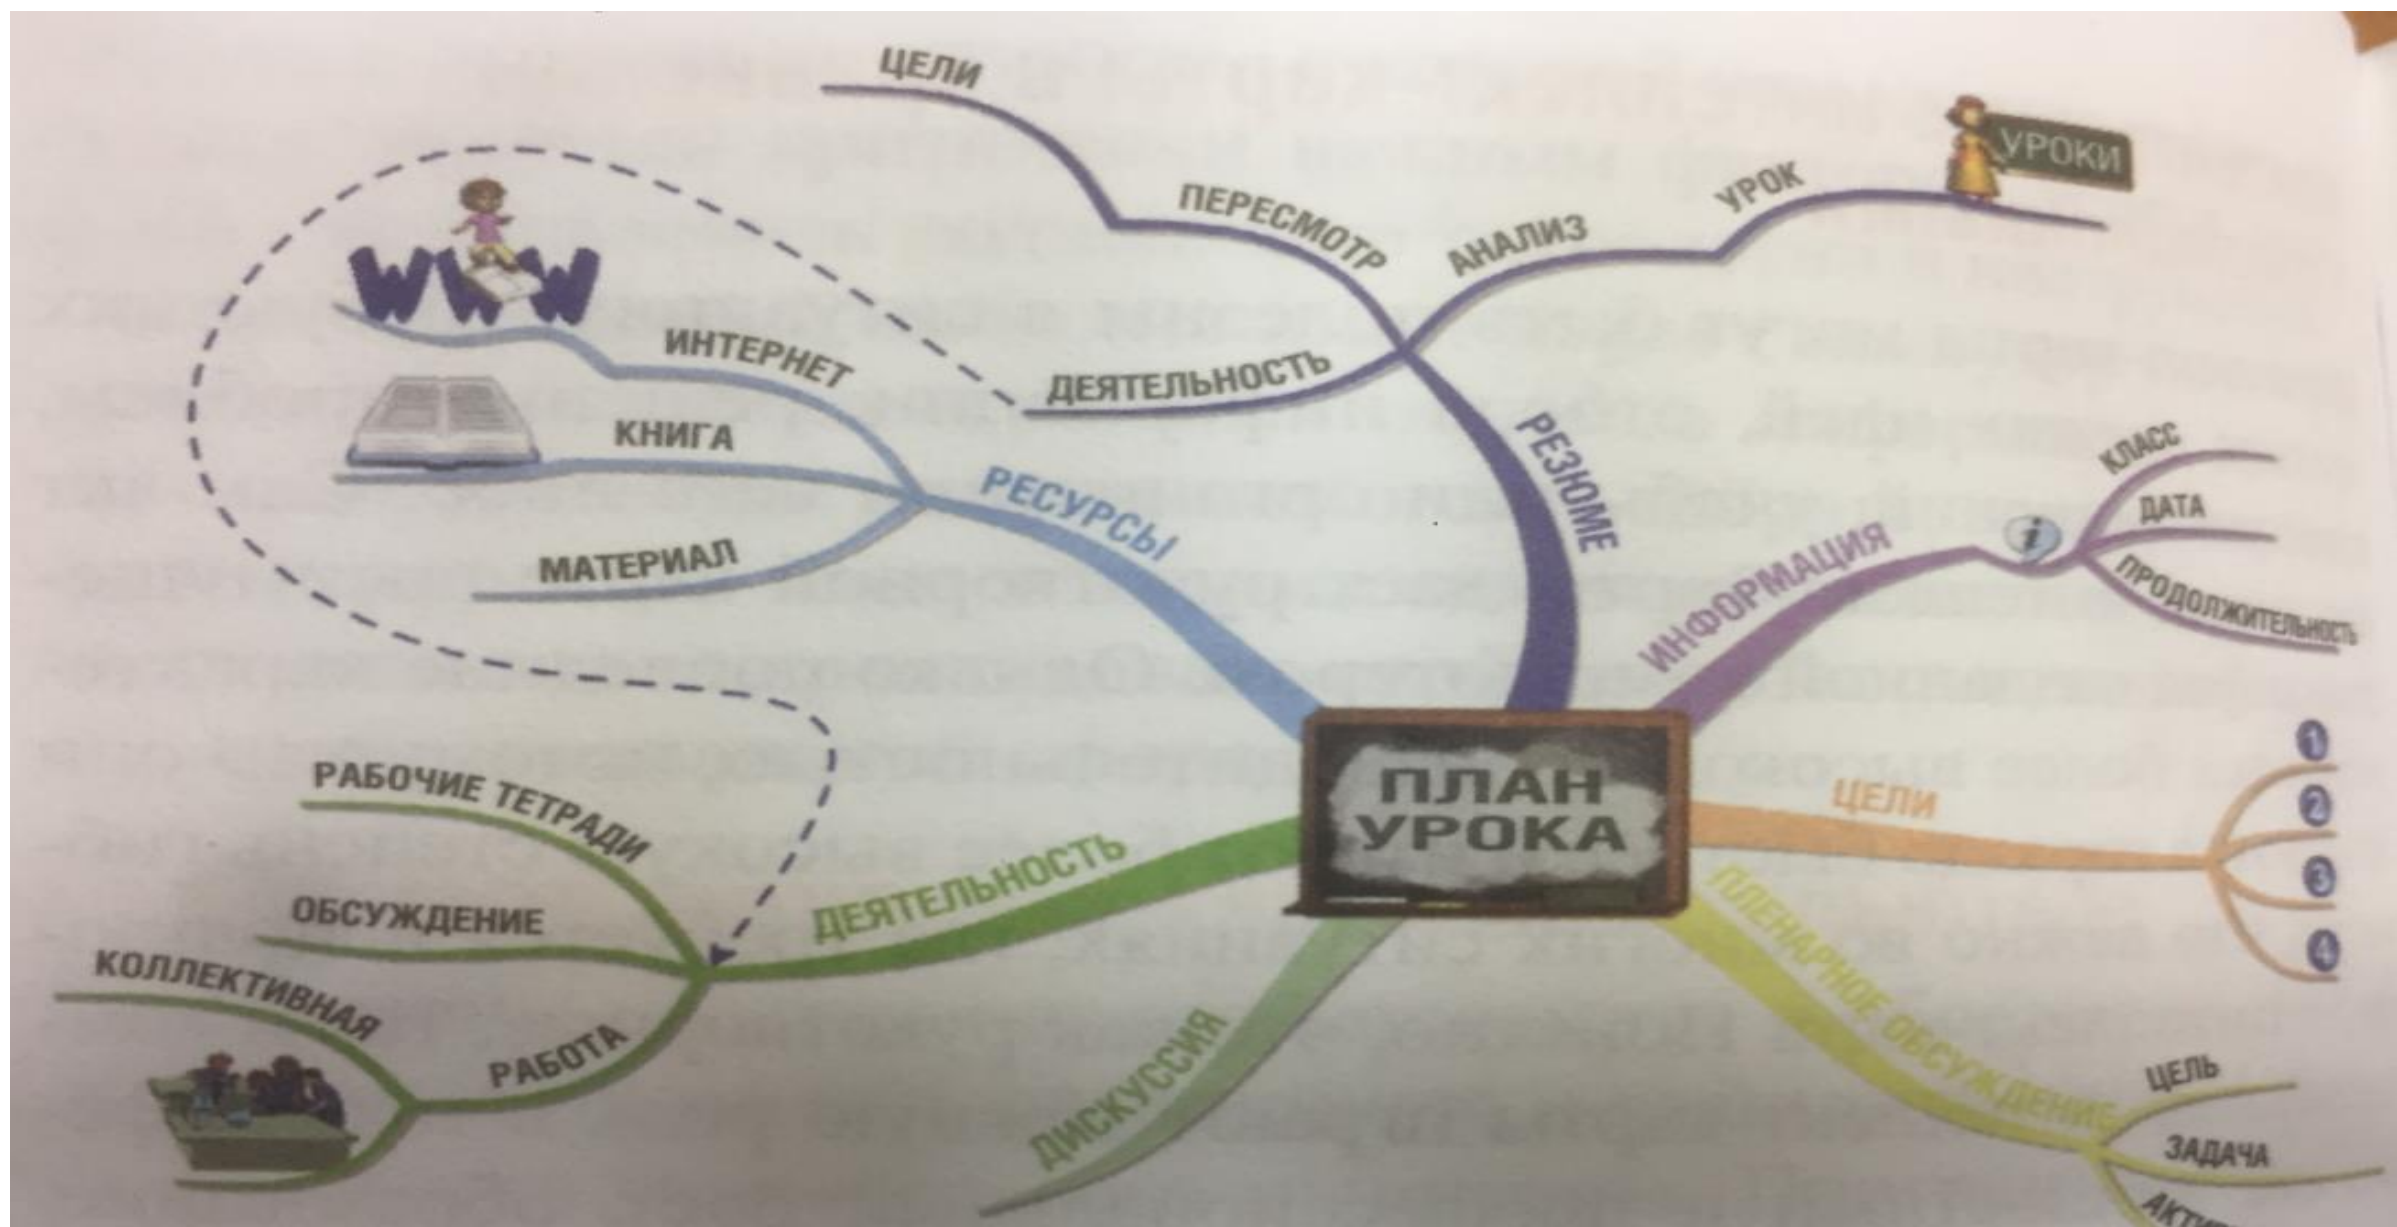 ЦЕЛИ
ПЕРЕСМОТР
АНАЛИЗ
УРОК
УРОКИ
ДЕЯТЕЛЬНОСТЬ
РЕЗЮМЕ
WWW
ИНТЕРНЕТ
КНИГА
МАТЕРИАЛ
РЕСУРСЫ
ИНФОРМАЦИЯ
i
КЛАСС
ДАТА
ПРОДОЛЖИТЕЛЬНОСТЬ
ПЛАН
УРОКА
ЦЕЛИ
1
2
3
4
ПЛЕНАРНОЕ ОБСУЖДЕНИЕ
ЦЕЛЬ
ЗАДАЧА
ДИСКУССИЯ
ДЕЯТЕЛЬНОСТЬ
РАБОЧИЕ ТЕТРАДИ
ОБСУЖДЕНИЕ
РАБОТА
КОЛЛЕКТИВНАЯ